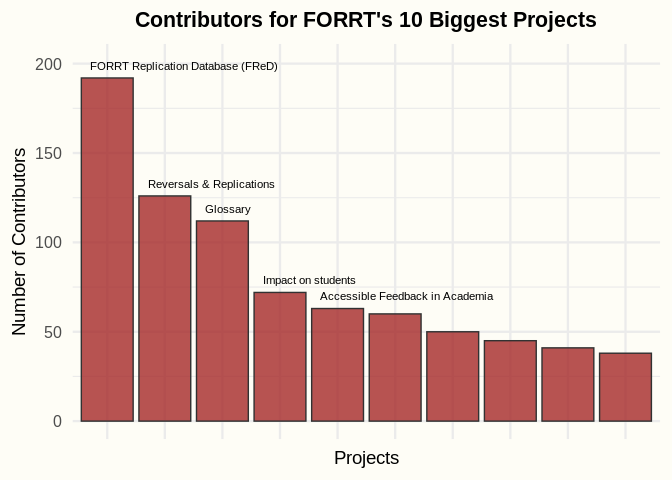 Contributors for FORRT's 10 Biggest Projects
Number of Contributors
200
150
100
50
0
FORRT Replication Database (FReD)
Reversals & Replications
Glossary
Impact on students
Accessible Feedback in Academia
Projects